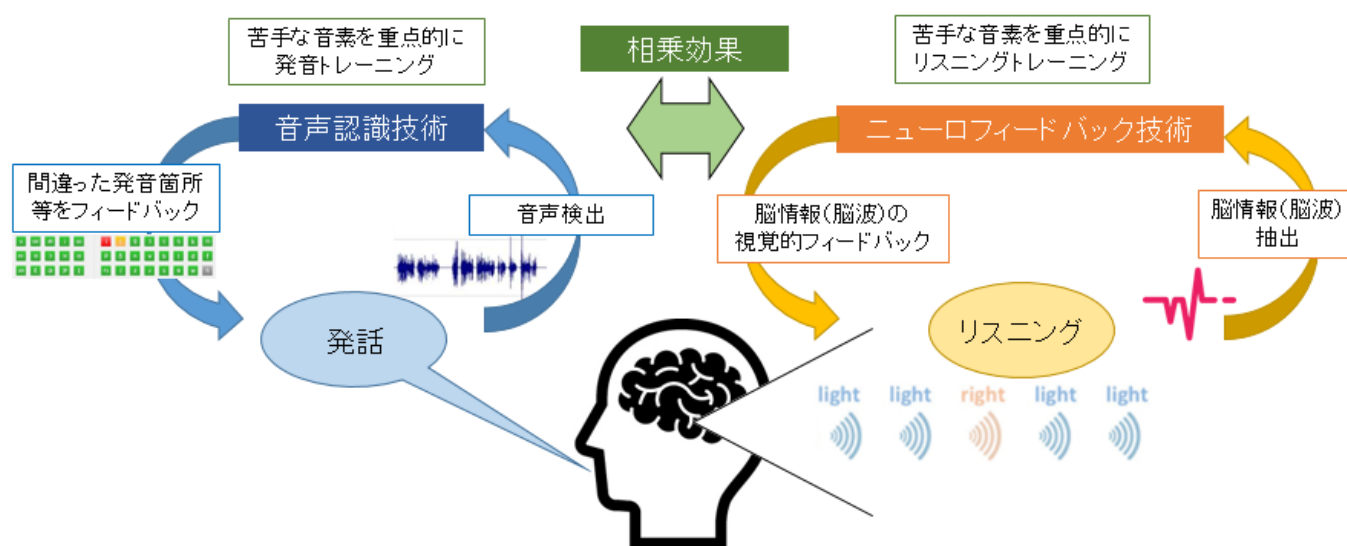 苦手な音素を重点的に
発音トレーニング
相乗効果
苦手な音素を重点的に
リスニングトレーニング
音声認識技術
ニューロフィードバック技術
間違った発音箇所
等をフィードバック
音声検出
脳情報(脳波)の
視覚的フィードバック
脳情報(脳波)
抽出
発話
リスニング
light light right light light